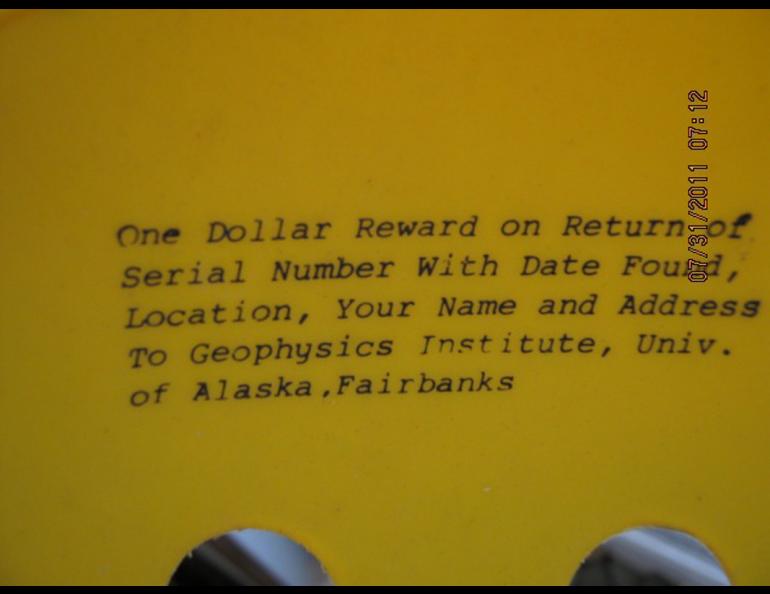 One Dollar Reward on Return of
Serial Number With Date Found,
Location, Your Name and Address
To Geophysics Institute, Univ.
of Alaska,Fairbanks
07/31/2011 07:12